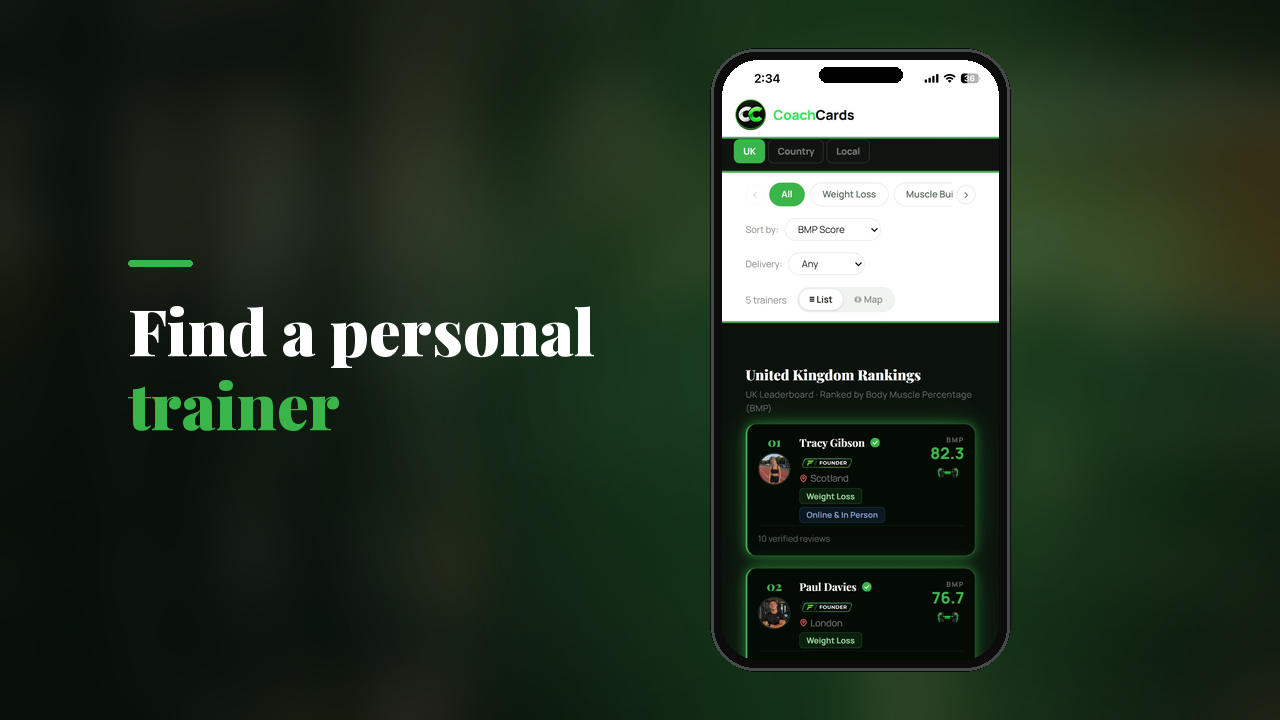 Find a personal
trainer
2:34
36
CC CoachCards
UK Country Local
All Weight Loss Muscle Bui
Sort by: BMP Score
Delivery: Any
5 trainers List Map
United Kingdom Rankings
UK Leaderboard · Ranked by Body Muscle Percentage
(BMP)
01 Tracy Gibson BMP
82.3
FOUNDER
Scotland
Weight Loss
Online & In Person
10 verified reviews
02 Paul Davies BMP
76.7
FOUNDER
London
Weight Loss